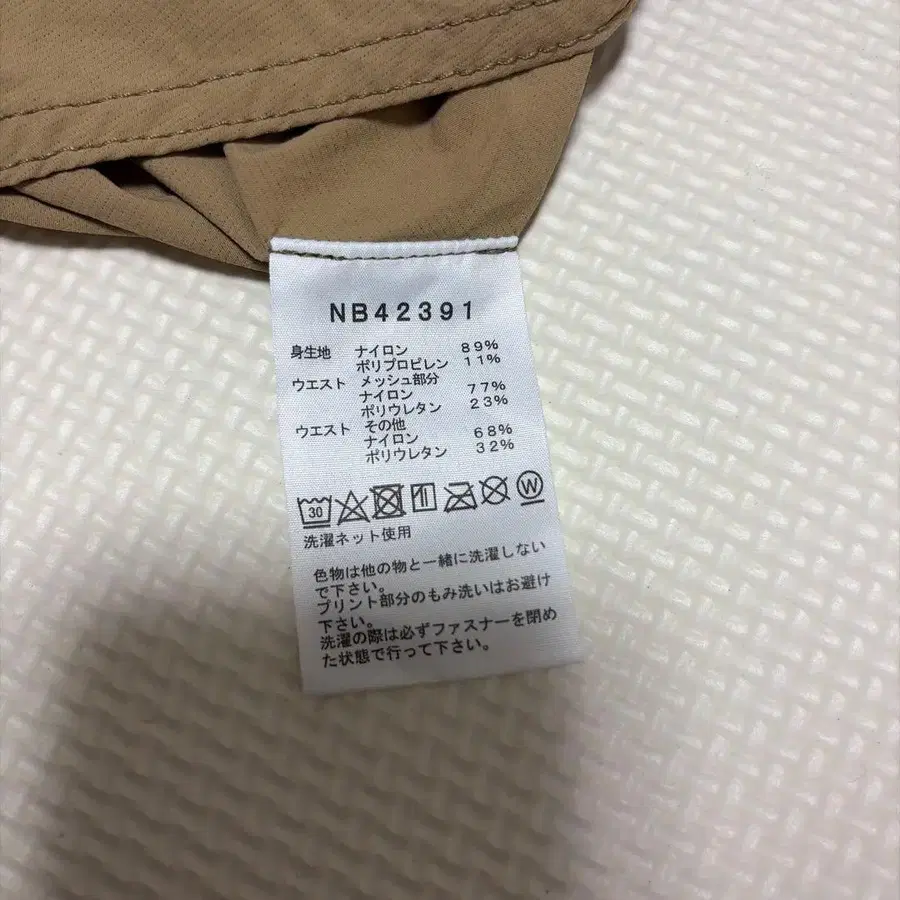 NB42391
身生地 ナイロン 89%
ポリプロピレン 11%
ウエスト メッシュ部分
ナイロン 77%
ポリウレタン 23%
ウエスト その他
ナイロン 68%
ポリウレタン 32%
30 W
洗濯ネット使用
色物は他の物と一緒に洗濯しない
で下さい。
プリント部分のもみ洗いはお避け
下さい。
洗濯の際は必ずファスナーを閉め
た状態で行って下さい。